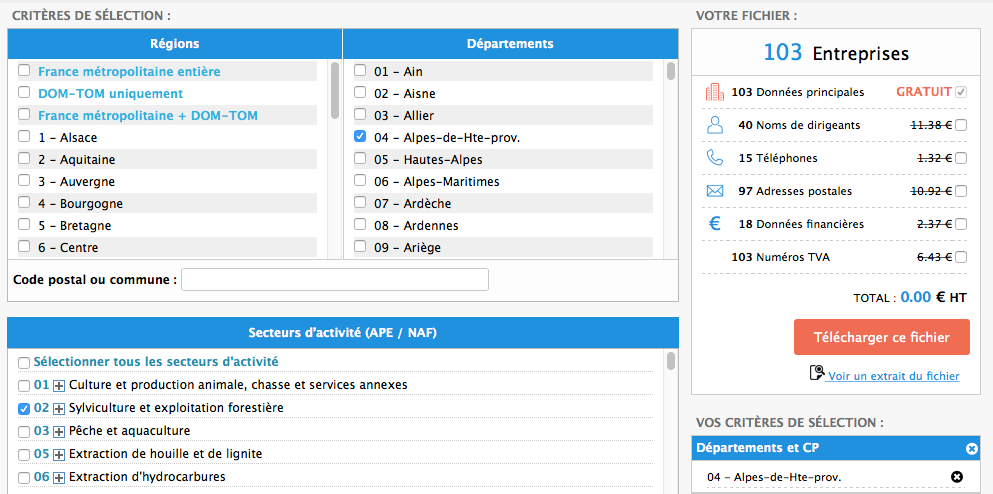 CRITÈRES DE SÉLECTION :
Régions
France métropolitaine entière
DOM-TOM uniquement
France métropolitaine + DOM-TOM
1 - Alsace
2 - Aquitaine
3 - Auvergne
4 - Bourgogne
5 - Bretagne
6 - Centre
Départements
01 - Ain
02 - Aisne
03 - Allier
04 - Alpes-de-Hte-prov.
05 - Hautes-Alpes
06 - Alpes-Maritimes
07 - Ardèche
08 - Ardennes
09 - Ariège
Code postal ou commune :
Secteurs d'activité (APE / NAF)
Sélectionner tous les secteurs d'activité
01 Culture et production animale, chasse et services annexes
02 Sylviculture et exploitation forestière
03 Pêche et aquaculture
05 Extraction de houille et de lignite
06 Extraction d'hydrocarbures
VOTRE FICHIER :
103 Entreprises
103 Données principales GRATUIT
40 Noms de dirigeants 11.38 €
15 Téléphones 1.32 €
97 Adresses postales 10.92 €
€ 18 Données financières 2.37 €
103 Numéros TVA 6.43 €
TOTAL : 0.00 € HT
Télécharger ce fichier
Voir un extrait du fichier
VOS CRITÈRES DE SÉLECTION :
Départements et CP
04 - Alpes-de-Hte-prov.